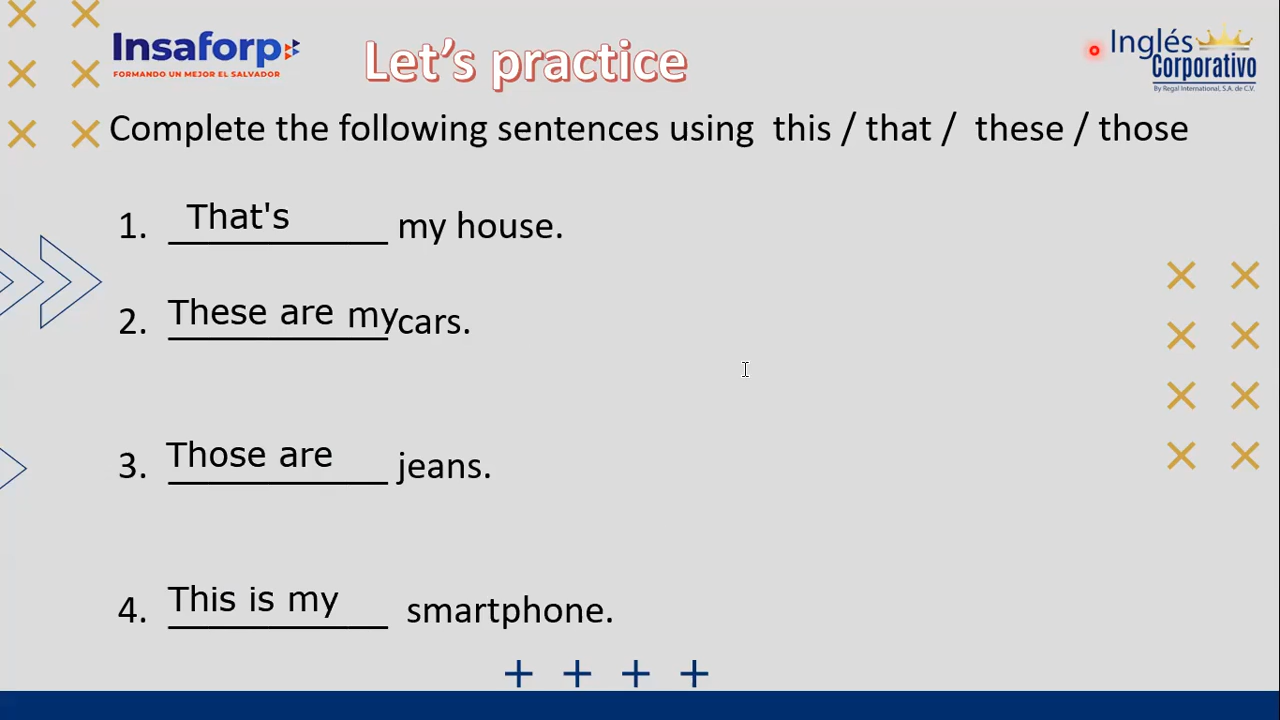 Insaforp
FORMANDO UN MEJOR EL SALVADOR
Let's practice
Inglés
Corporativo
By Regal International, S.A. de C.V.
Complete the following sentences using this / that / these / those
1. That's my house.
2. These are my cars.
3. Those are jeans.
4. This is my smartphone.